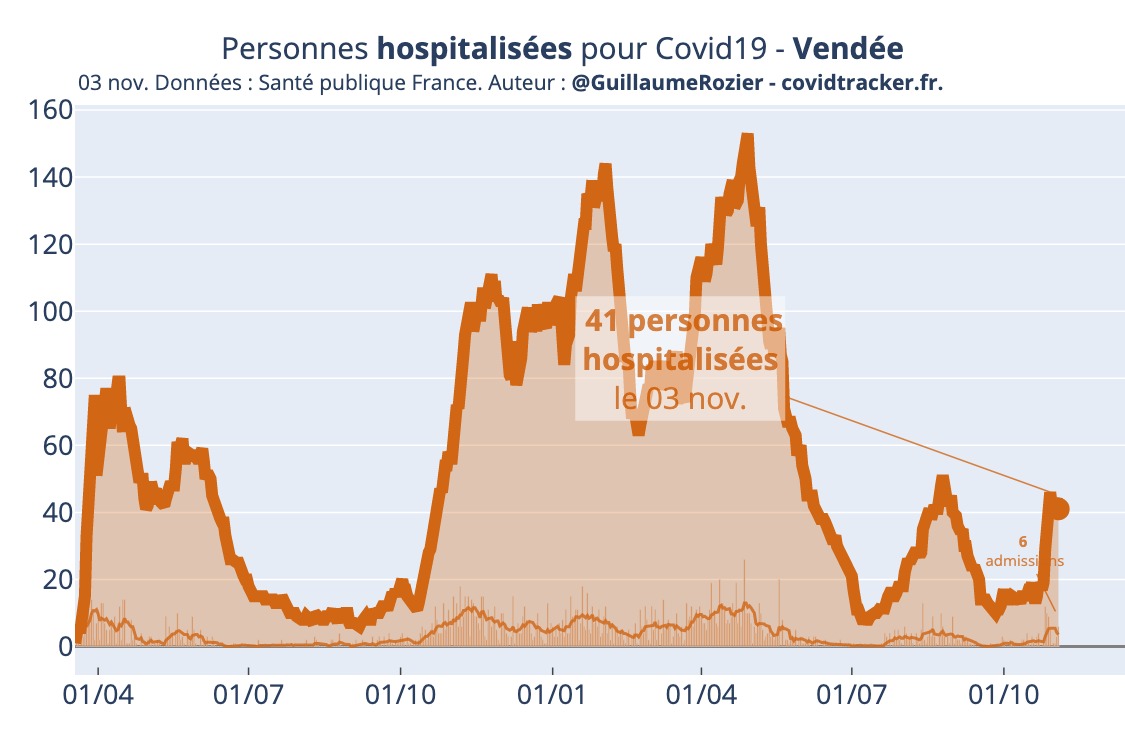 Personnes hospitalisées pour Covid19 - Vendée
03 nov. Données : Santé publique France. Auteur : @GuillaumeRozier - covidtracker.fr.
160
140
120
100
80
60
40
20
0
41 personnes
hospitalisées
le 03 nov.
6
admissions
01/04
01/07
01/10
01/01
01/04
01/07
01/10